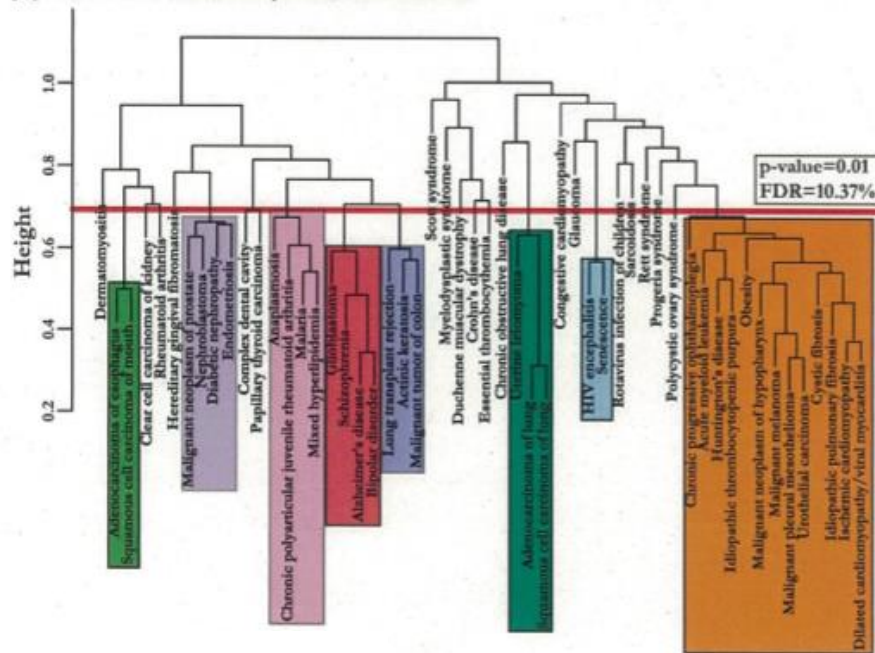 Height
1.0
0.8
0.6
0.4
0.2
p-value=0.01
FDR=10.37%
Dermatomyositis
Adenocarcinoma of esophagus
Squamous cell carcinoma of mouth
Clear cell carcinoma of kidney
Rheumatoid arthritis
Hereditary gingival fibromatosis
Malignant neoplasm of prostatic
Nephroblastoma
Diabetic nephropathy
Endometriosis
Complex dental cavity
Papillary thyroid carcinoma
Anaplasmosis
Chronic polyarticular juvenile rheumatoid arthritis
Malaria
Mixed hyperlipidemia
Glioblastoma
Schizophrenia
Alzheimer's disease
Bipolar disorder
Lung transplant rejection
Actinic keratosis
Malignant tumor of colon
Scott syndrome
Myelodysplastic syndrome
Duchenne muscular dystrophy
Crohn's disease
Essential thrombocythemia
Chronic obstructive lung disease
Uterine leiomyoma
Adenocarcinoma of lung
Squamous cell carcinoma of lung
Congestive cardiomyopathy
Glaucoma
HIV encephalitis
Senescence
Rotavirus infection of children
Sarcoidosis
Rett syndrome
Progeria syndrome
Polycystic ovary syndrome
Chronic progressive ophthalmoplegia
Acute myeloid leukemia
Huntington's disease
Idiopathic thrombocytopenic purpura
Obesity
Malignant neoplasm of hypopharynx
Malignant melanoma
Malignant pleural mesothelioma
Urothelial carcinoma
Cystic fibrosis
Idiopathic pulmonary fibrosis
Ischemic cardiomyopathy
Dilated cardiomyopathy/viral myocarditis